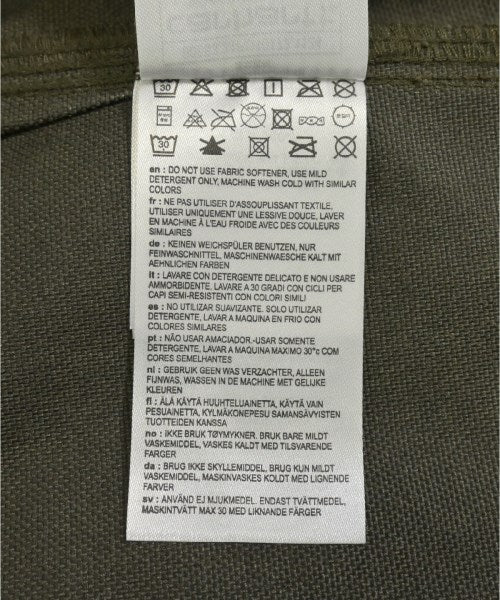 30
30
en : DO NOT USE FABRIC SOFTENER, USE MILD
DETERGENT ONLY, MACHINE WASH COLD WITH SIMILAR
COLORS
fr : NE PAS UTILISER D'ASSOUPLISSANT TEXTILE,
UTILISER UNIQUEMENT UNE LESSIVE DOUCE, LAVER
EN MACHINE À L'EAU FROIDE AVEC DES COULEURS
SIMILAIRES
de : KEINEN WEICHSPÜLER BENUTZEN, NUR
FEINWASCHNITTEL, MASCHINENWAESCHE KALT MIT
AEHNLICHEN FARBEN
it : LAVARE CON DETERGENTE DELICATO E NON USARE
AMMORBIDENTE. LAVARE A 30 GRADI CON CICLI PER
CAPI SEMI-RESISTENTI CON COLORI SIMILI
es : NO UTILIZAR SUAVIZANTE. SOLO UTILIZAR
DETERGENTE, LAVAR A MAQUINA EN FRIO CON
COLORES SIMILARES
pt : NÃO USAR AMACIADOR.-USAR SOMENTE
DETERGENTE, LAVAR A MAQUINA MAXIMO 30°c COM
CORES SEMELHANTES
nl : GEBRUIK GEEN WAS VERZACHTER, ALLEEN
FIJNWAS, WASSEN IN DE MACHINE MET GELIJKE
KLEUREN
fi : ÄLÄ KÄYTÄ HUUHTELUAINETTA, KÄYTÄ VAIN
PESUAINETTA, KYLMÄKONEPESU SAMANSÄVYISTEN
TUOTTEIDEN KANSSA
no : IKKE BRUK TØYMYKNER. BRUK BARE MILDT
VASKEMIDDEL, VASKES KALDT MED TILSVARENDE
FARGER
da : BRUG IKKE SKYLLEMIDDEL, BRUG KUN MILDT
VASKEMIDDEL, MASKINVASKES KOLDT MED LIGNENDE
FARVER
sv : ANVÄND EJ MJUKMEDEL. ENDAST TVÄTTMEDEL,
MASKINTVÄTT MAX 30 MED LIKNANDE FÄRGER